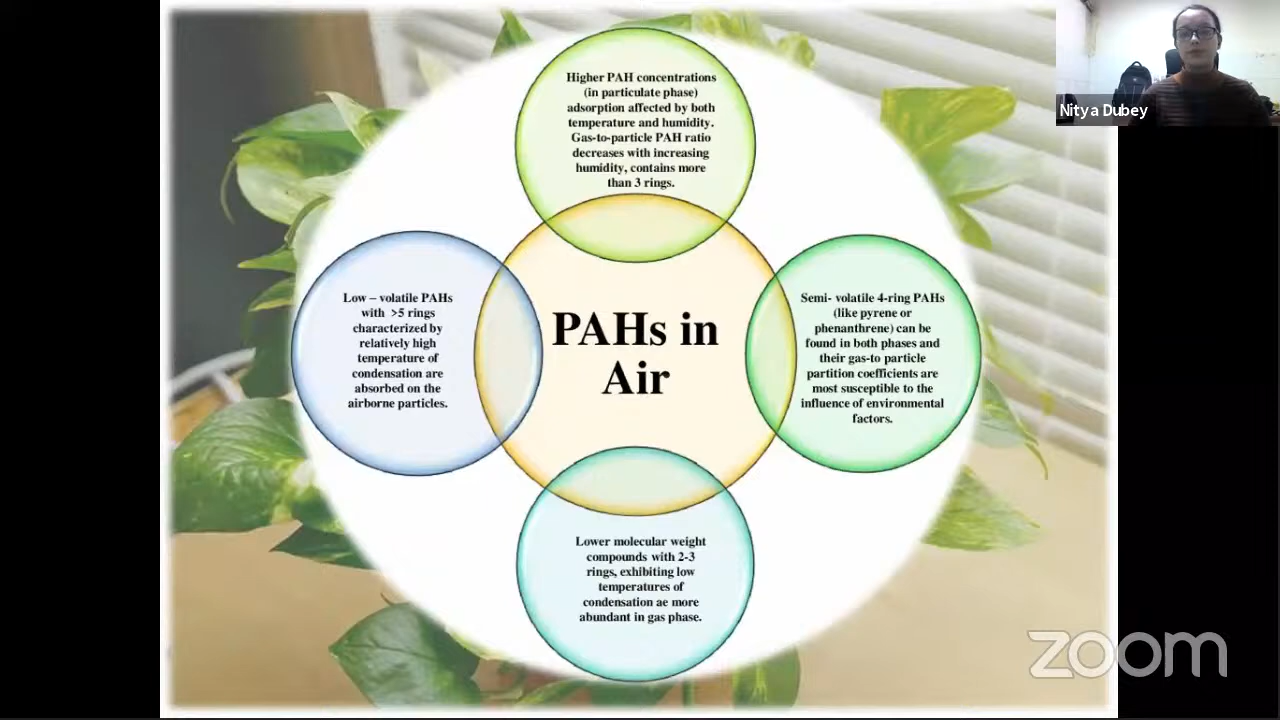 Higher PAH concentrations
(in particulate phase)
adsorption affected by both
temperature and humidity.
Gas-to-particle PAH ratio
decreases with increasing
humidity, contains more
than 3 rings.
Nitya Dubey
Low – volatile PAHs
with >5 rings
characterized by
relatively high
temperature of
condensation are
absorbed on the
airborne particles.
PAHs in
Air
Semi- volatile 4-ring PAHs
(like pyrene or
phenanthrene) can be
found in both phases and
their gas-to particle
partition coefficients are
most susceptible to the
influence of environmental
factors.
Lower molecular weight
compounds with 2-3
rings, exhibiting low
temperatures of
condensation ae more
abundant in gas phase.
zoom